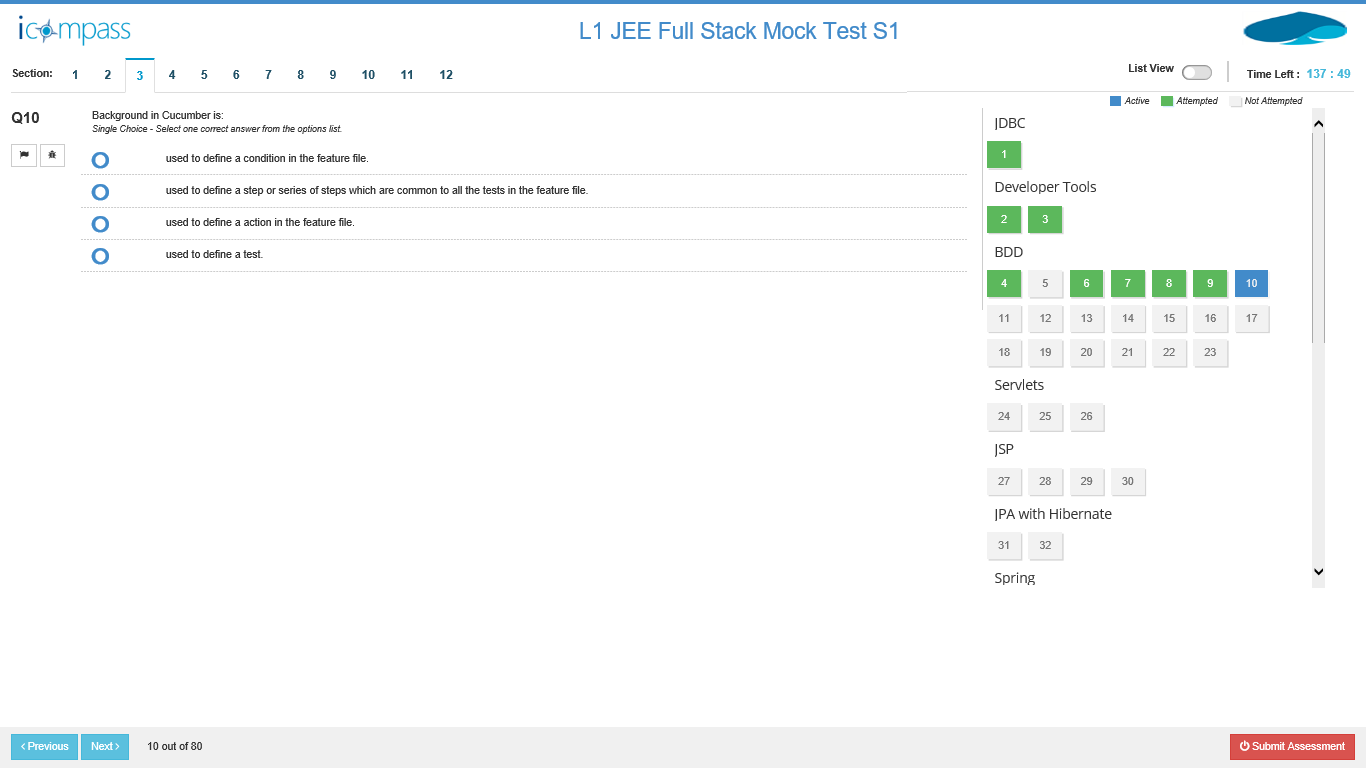 icompass
L1 JEE Full Stack Mock Test S1
Section: 1 2 3 4 5 6 7 8 9 10 11 12
List View
Time Left : 137 : 49
Active Attempted Not Attempted
Q10
Background in Cucumber is:
Single Choice - Select one correct answer from the options list.
used to define a condition in the feature file.
used to define a step or series of steps which are common to all the tests in the feature file.
used to define a action in the feature file.
used to define a test.
JDBC
1
Developer Tools
2 3
BDD
4 5 6 7 8 9 10
11 12 13 14 15 16 17
18 19 20 21 22 23
Servlets
24 25 26
JSP
27 28 29 30
JPA with Hibernate
31 32
Spring
Previous Next 10 out of 80
Submit Assessment